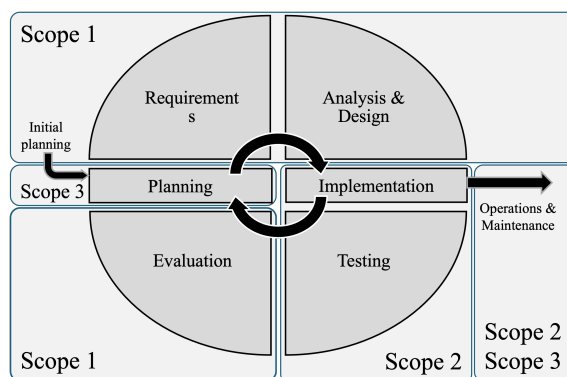 Scope 1
Requirement
s
Analysis &
Design
Initial
planning
Scope 3
Planning
Implementation
Operations &
Maintenance
Evaluation
Testing
Scope 1
Scope 2
Scope 2
Scope 3